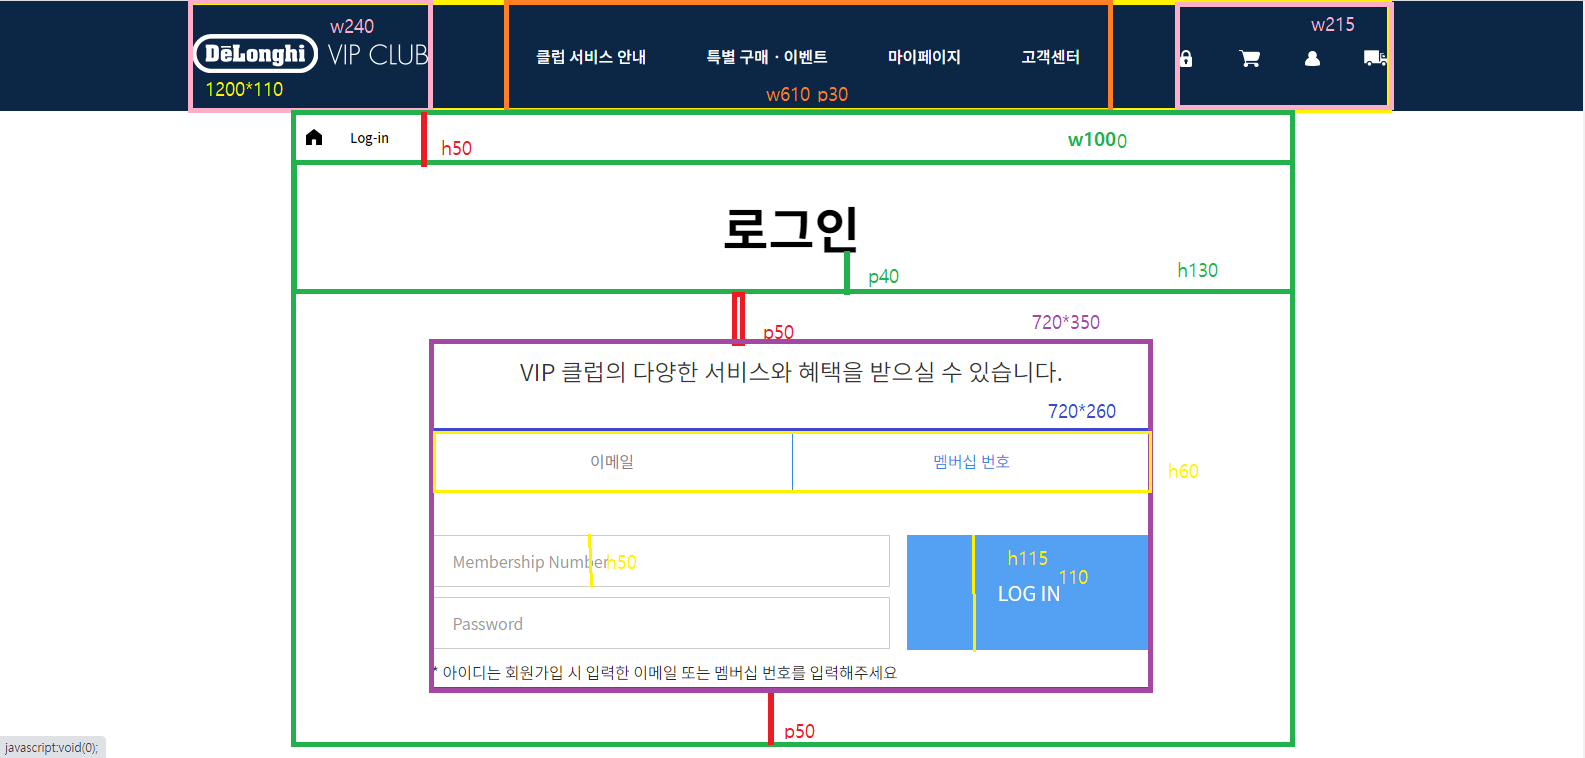 w240
w215
DēLonghi VIP CLUB
클럽 서비스 안내 특별 구매 · 이벤트 마이페이지 고객센터
1200*110
w610 p30
Log-in
h50
w1000
로그인
p40
h130
p50
720*350
VIP 클럽의 다양한 서비스와 혜택을 받으실 수 있습니다.
720*260
이메일 멤버십 번호
h60
Membership Number
h50
h115
110
LOG IN
Password
* 아이디는 회원가입 시 입력한 이메일 또는 멤버십 번호를 입력해주세요
p50
javascript:void(0);